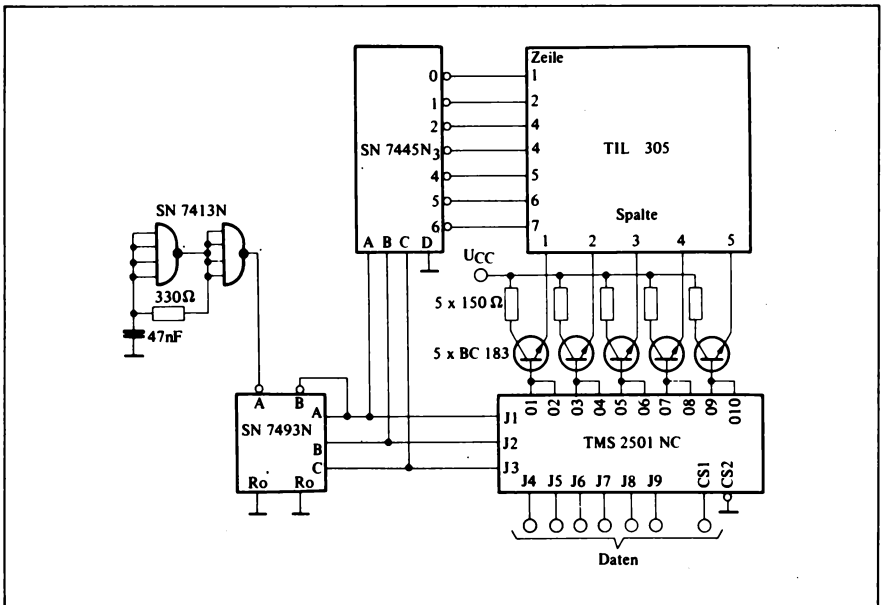 Zeile
0 1
1 2
2 4
SN 7445N 3 4
TIL 305
4 5
5 6
6 7
Spalte
A B C D
1 2 3 4 5
SN 7413N
330Ω
47nF
UCC
5 x 150 Ω
5 x BC 183
A B
SN 7493N
A
B
C
Ro Ro
01 02 03 04 05 06 07 08 09 010
J1
J2
J3
TMS 2501 NC
J4 J5 J6 J7 J8 J9 CS1 CS2
Daten